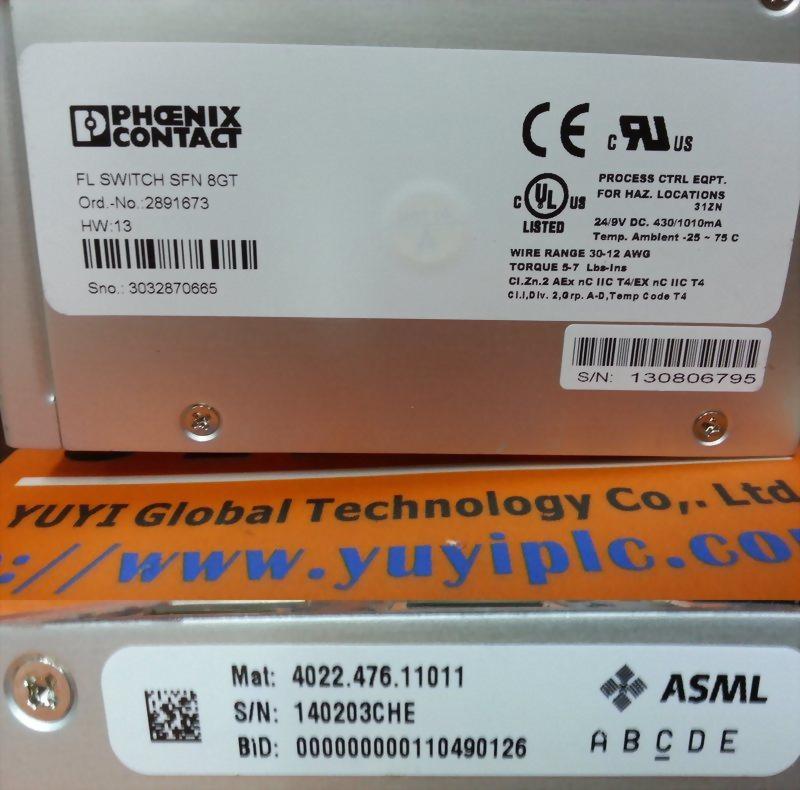 PHŒNIX
CONTACT
FL SWITCH SFN 8GT
Ord.-No.:2891673
HW:13
Sno.: 3032870665
CE c RU US
c UL US
LISTED
PROCESS CTRL EQPT.
FOR HAZ. LOCATIONS
31ZN
24/9V DC. 430/1010mA
Temp. Ambient -25 ~ 75 C
WIRE RANGE 30-12 AWG
TORQUE 5-7 Lbs-Ins
Cl.Zn.2 AEx nC IIC T4/EX nC IIC T4
Cl.I,Div. 2,Grp. A-D,Temp Code T4
S/N: 130806795
YUYI Global Technology Co,. Ltd
://www.yuyiplc.co
Mat: 4022.476.11011
S/N: 140203CHE
BiD: 000000000110490126
ASML
A B C D E